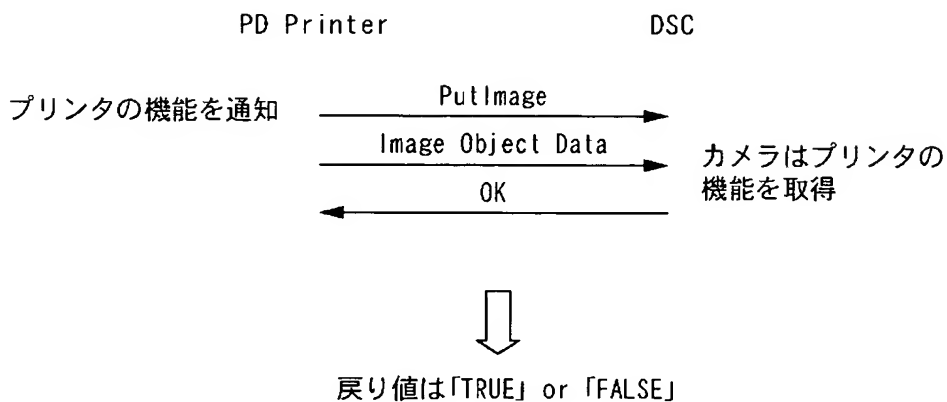 PD Printer DSC
プリンタの機能を通知
PutImage
Image Object Data
カメラはプリンタの
機能を取得
OK
戻り値は「TRUE」 or 「FALSE」